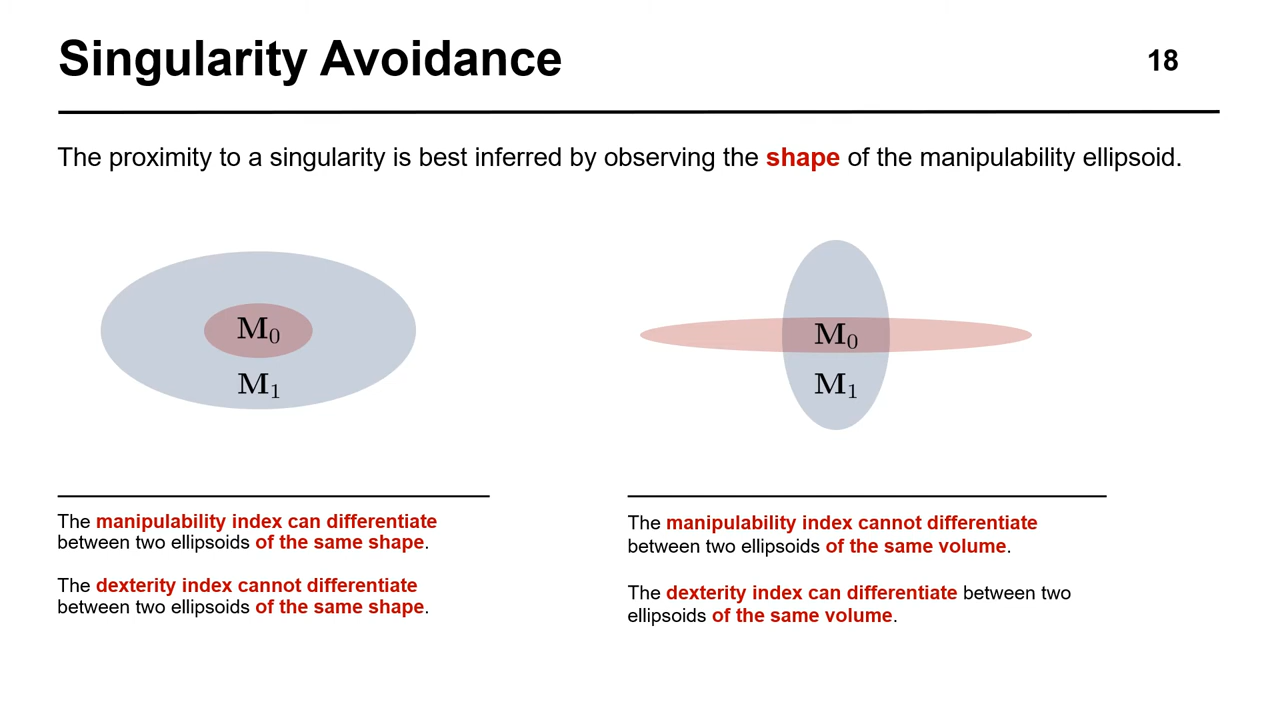 Singularity Avoidance
18
The proximity to a singularity is best inferred by observing the shape of the manipulability ellipsoid.
M₀
M₁
M₀
M₁
The manipulability index can differentiate
between two ellipsoids of the same shape.
The dexterity index cannot differentiate
between two ellipsoids of the same shape.
The manipulability index cannot differentiate
between two ellipsoids of the same volume.
The dexterity index can differentiate between two
ellipsoids of the same volume.